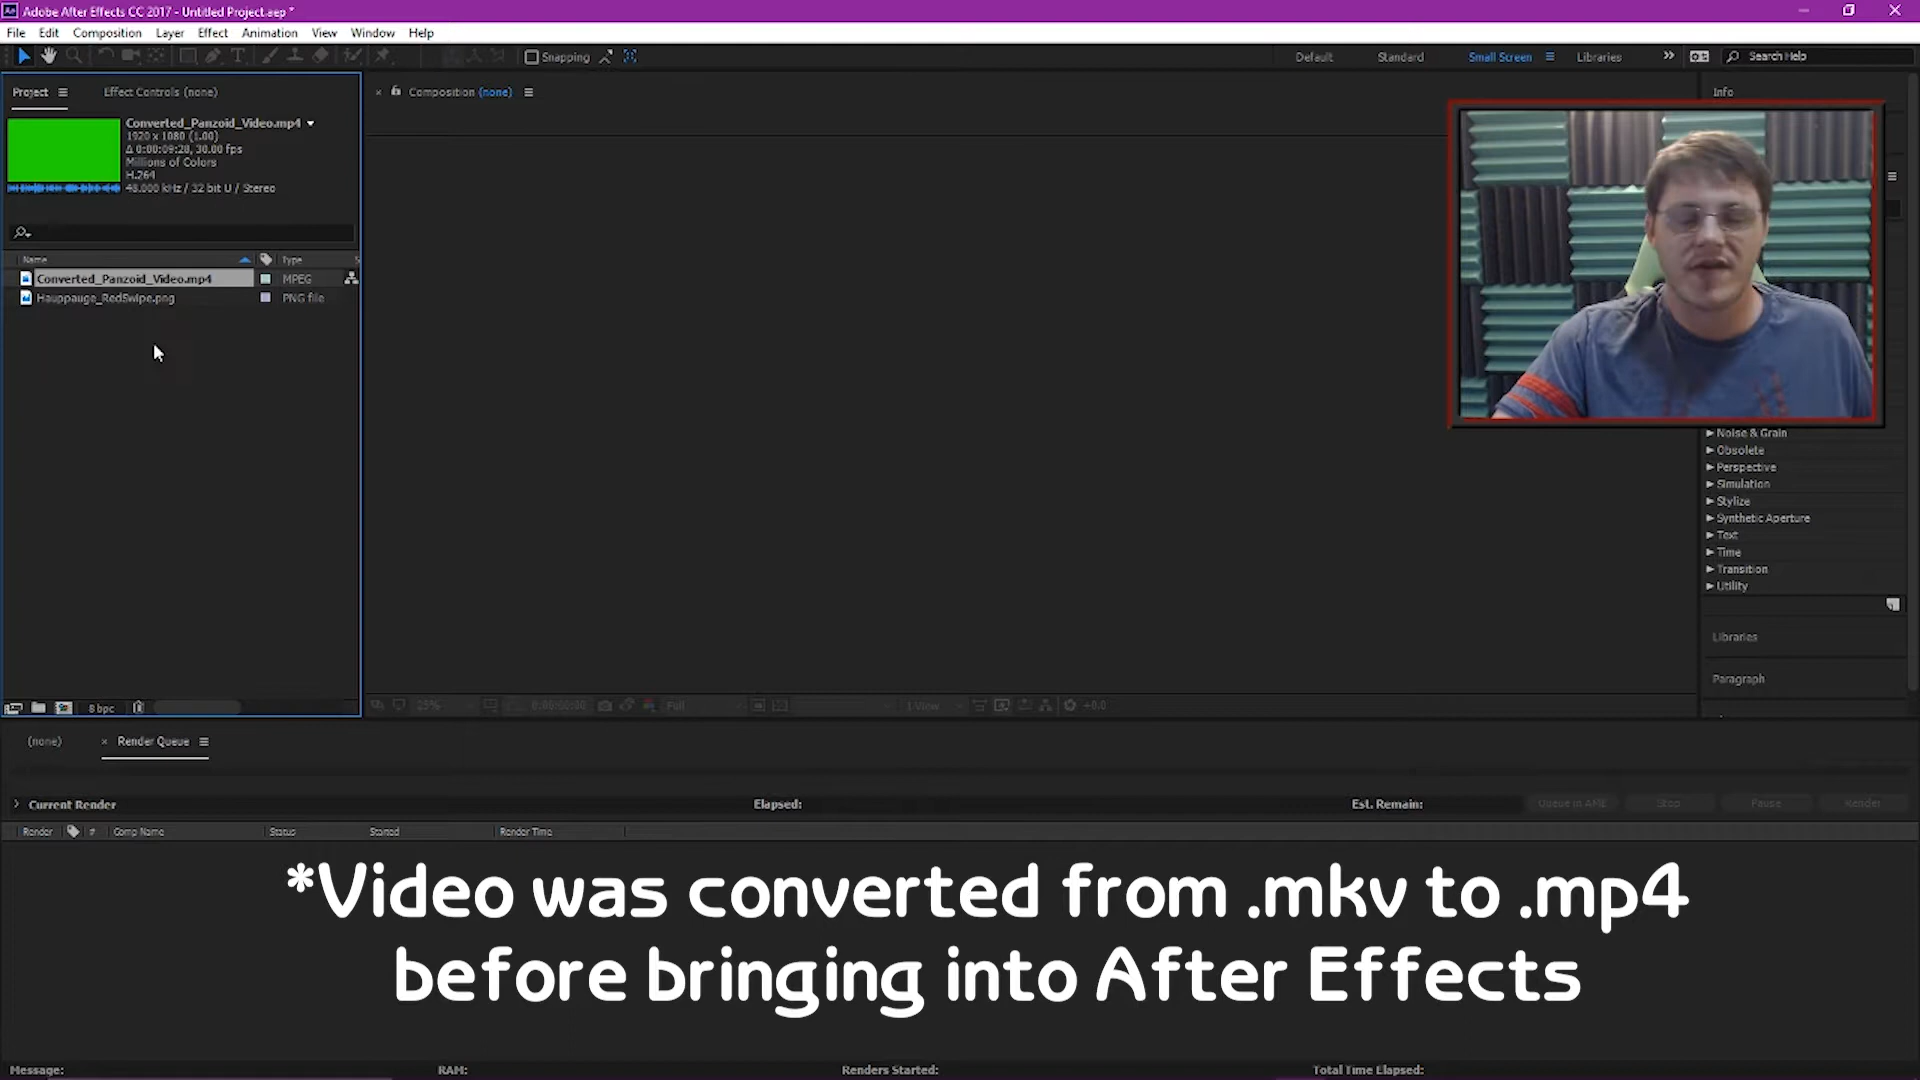 Adobe After Effects CC 2017 - Untitled Project.aep *
File Edit Composition Layer Effect Animation View Window Help
Snapping
Default Standard Small Screen Libraries Search Help
Project Effect Controls (none)
Composition (none)
Info
Converted_Panzoid_Video.mp4
1920 x 1080 (1.00)
Δ 0:00:09:28, 30.00 fps
Millions of Colors
H.264
48.000 kHz / 32 bit U / Stereo
Name Type S
Converted_Panzoid_Video.mp4 MPEG
Hauppauge_RedSwipe.png PNG file
Noise & Grain
Obsolete
Perspective
Simulation
Stylize
Synthetic Aperture
Text
Time
Transition
Utility
Libraries
Paragraph
8 bpc
25% 0:00:00:00 Full 1 View +0.0
(none) Render Queue
Current Render Elapsed: Est. Remain: Queue in AME Stop Pause Render
Render # Comp Name Status Started Render Time
*Video was converted from .mkv to .mp4
before bringing into After Effects
Message: RAM: Renders Started: Total Time Elapsed: